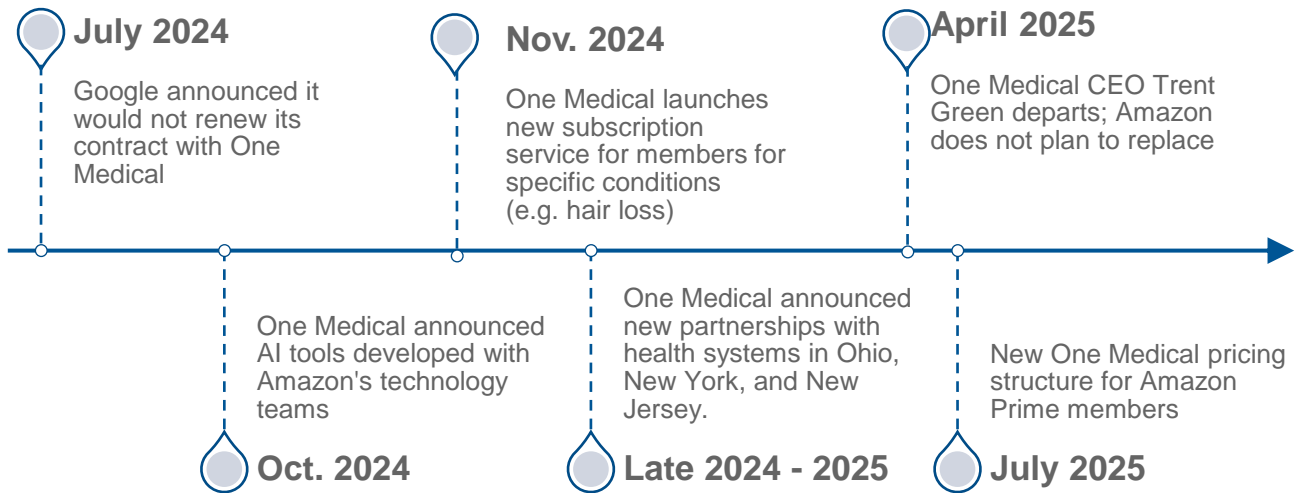 July 2024
Google announced it
would not renew its
contract with One
Medical
Nov. 2024
One Medical launches
new subscription
service for members for
specific conditions
(e.g. hair loss)
April 2025
One Medical CEO Trent
Green departs; Amazon
does not plan to replace
One Medical announced
AI tools developed with
Amazon's technology
teams
Oct. 2024
One Medical announced
new partnerships with
health systems in Ohio,
New York, and New
Jersey.
Late 2024 - 2025
New One Medical pricing
structure for Amazon
Prime members
July 2025